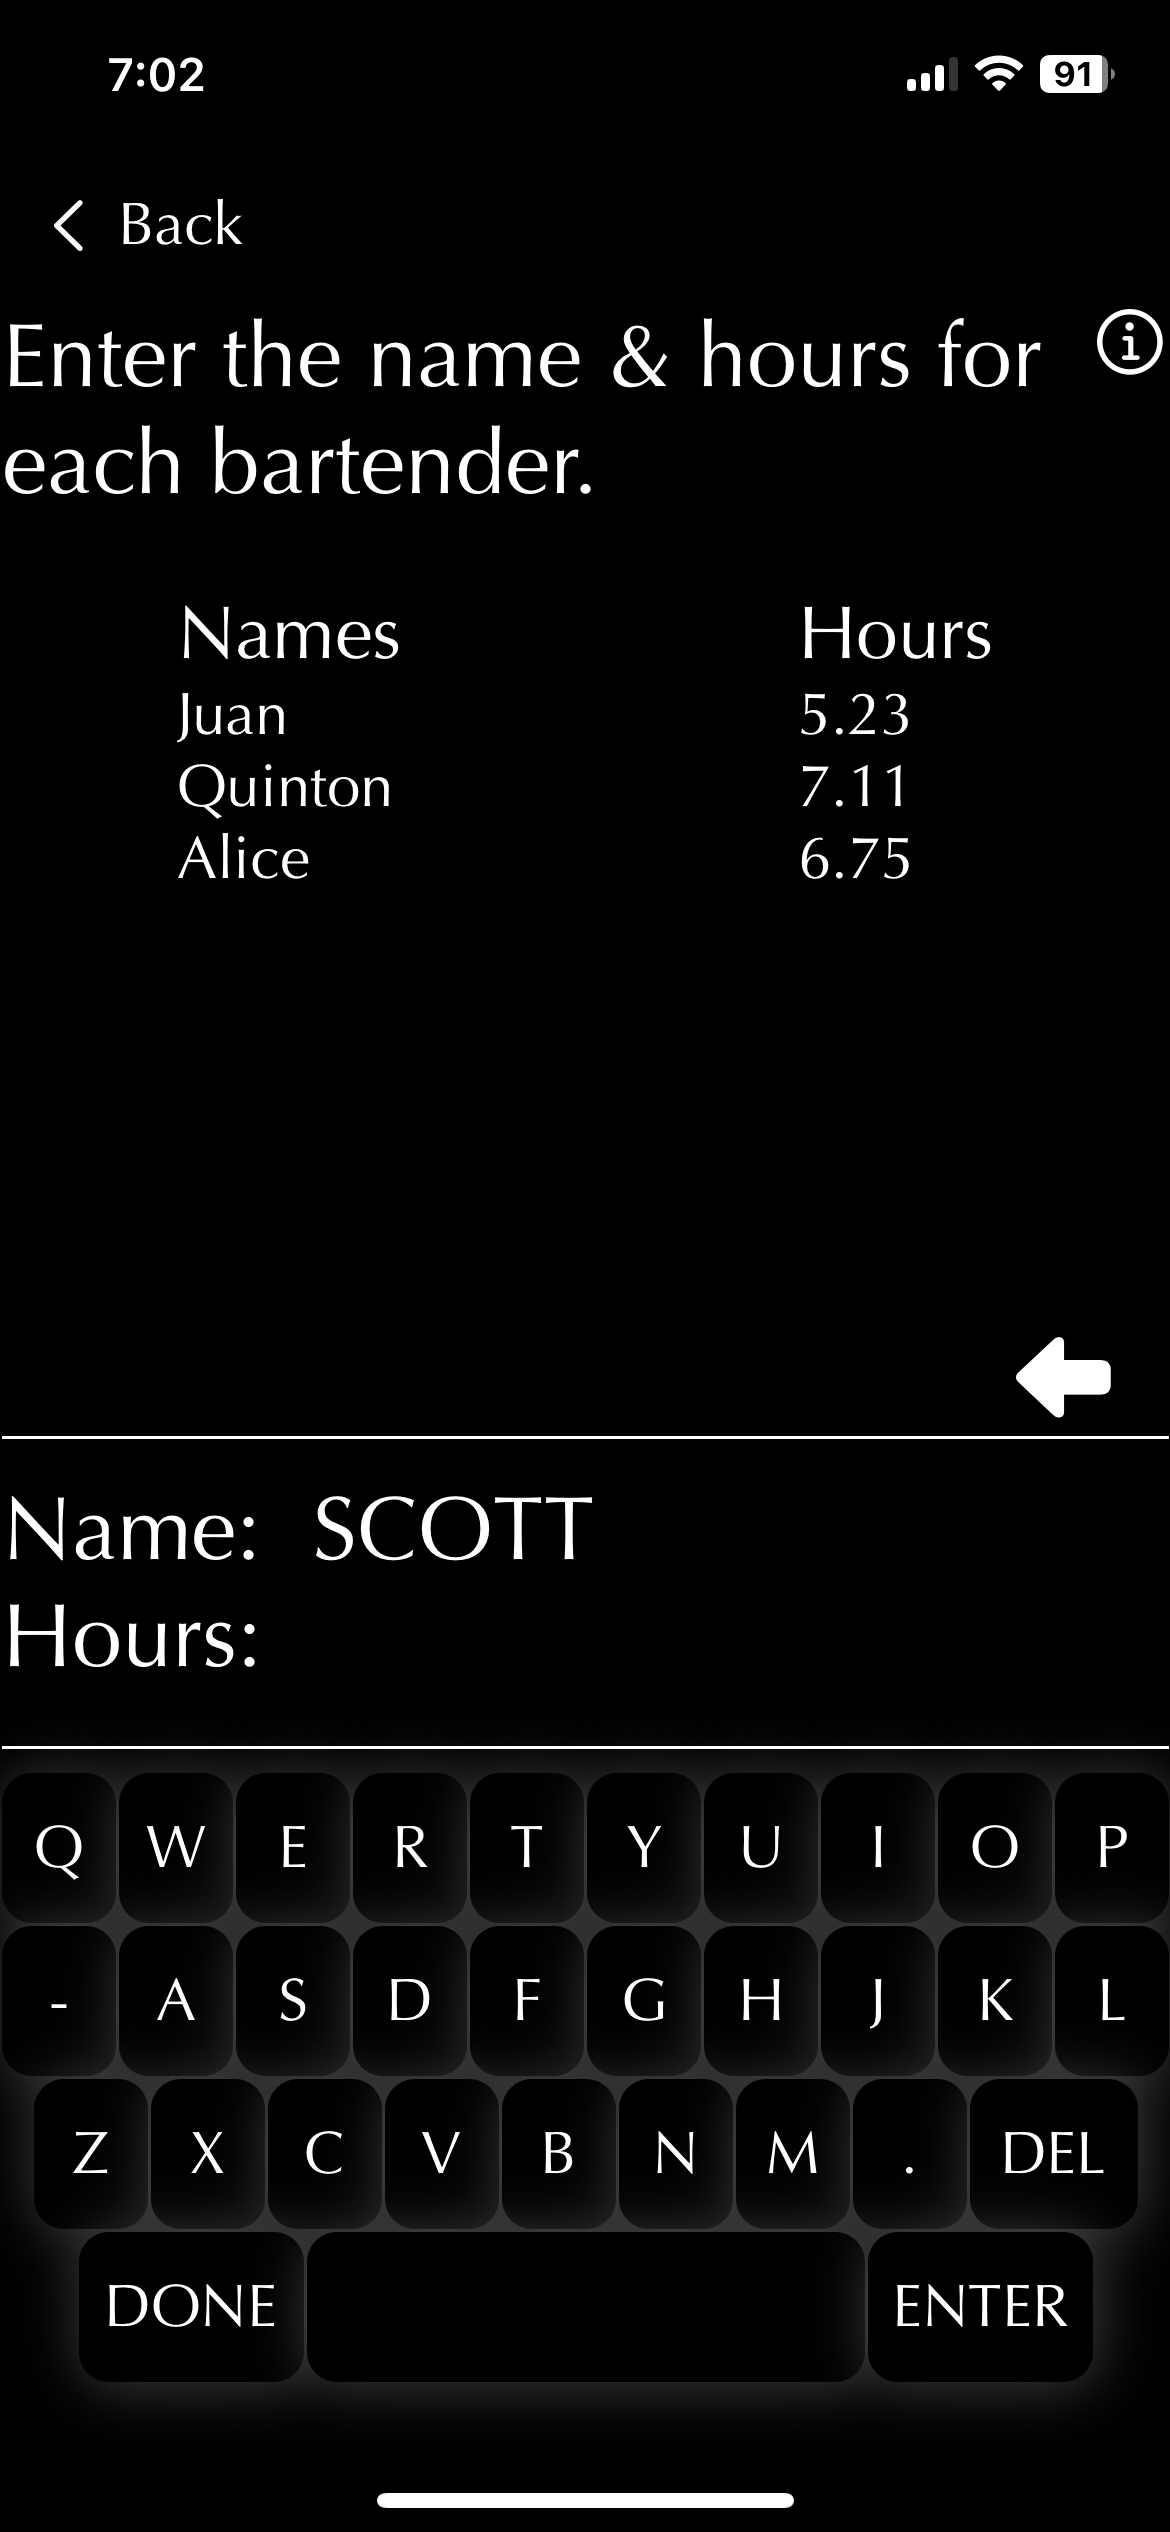 7:02 91
Back
Enter the name & hours for
each bartender.
Names Hours
Juan 5.23
Quinton 7.11
Alice 6.75
Name: SCOTT
Hours:
Q W E R T Y U I O P
- A S D F G H J K L
Z X C V B N M . DEL
DONE ENTER